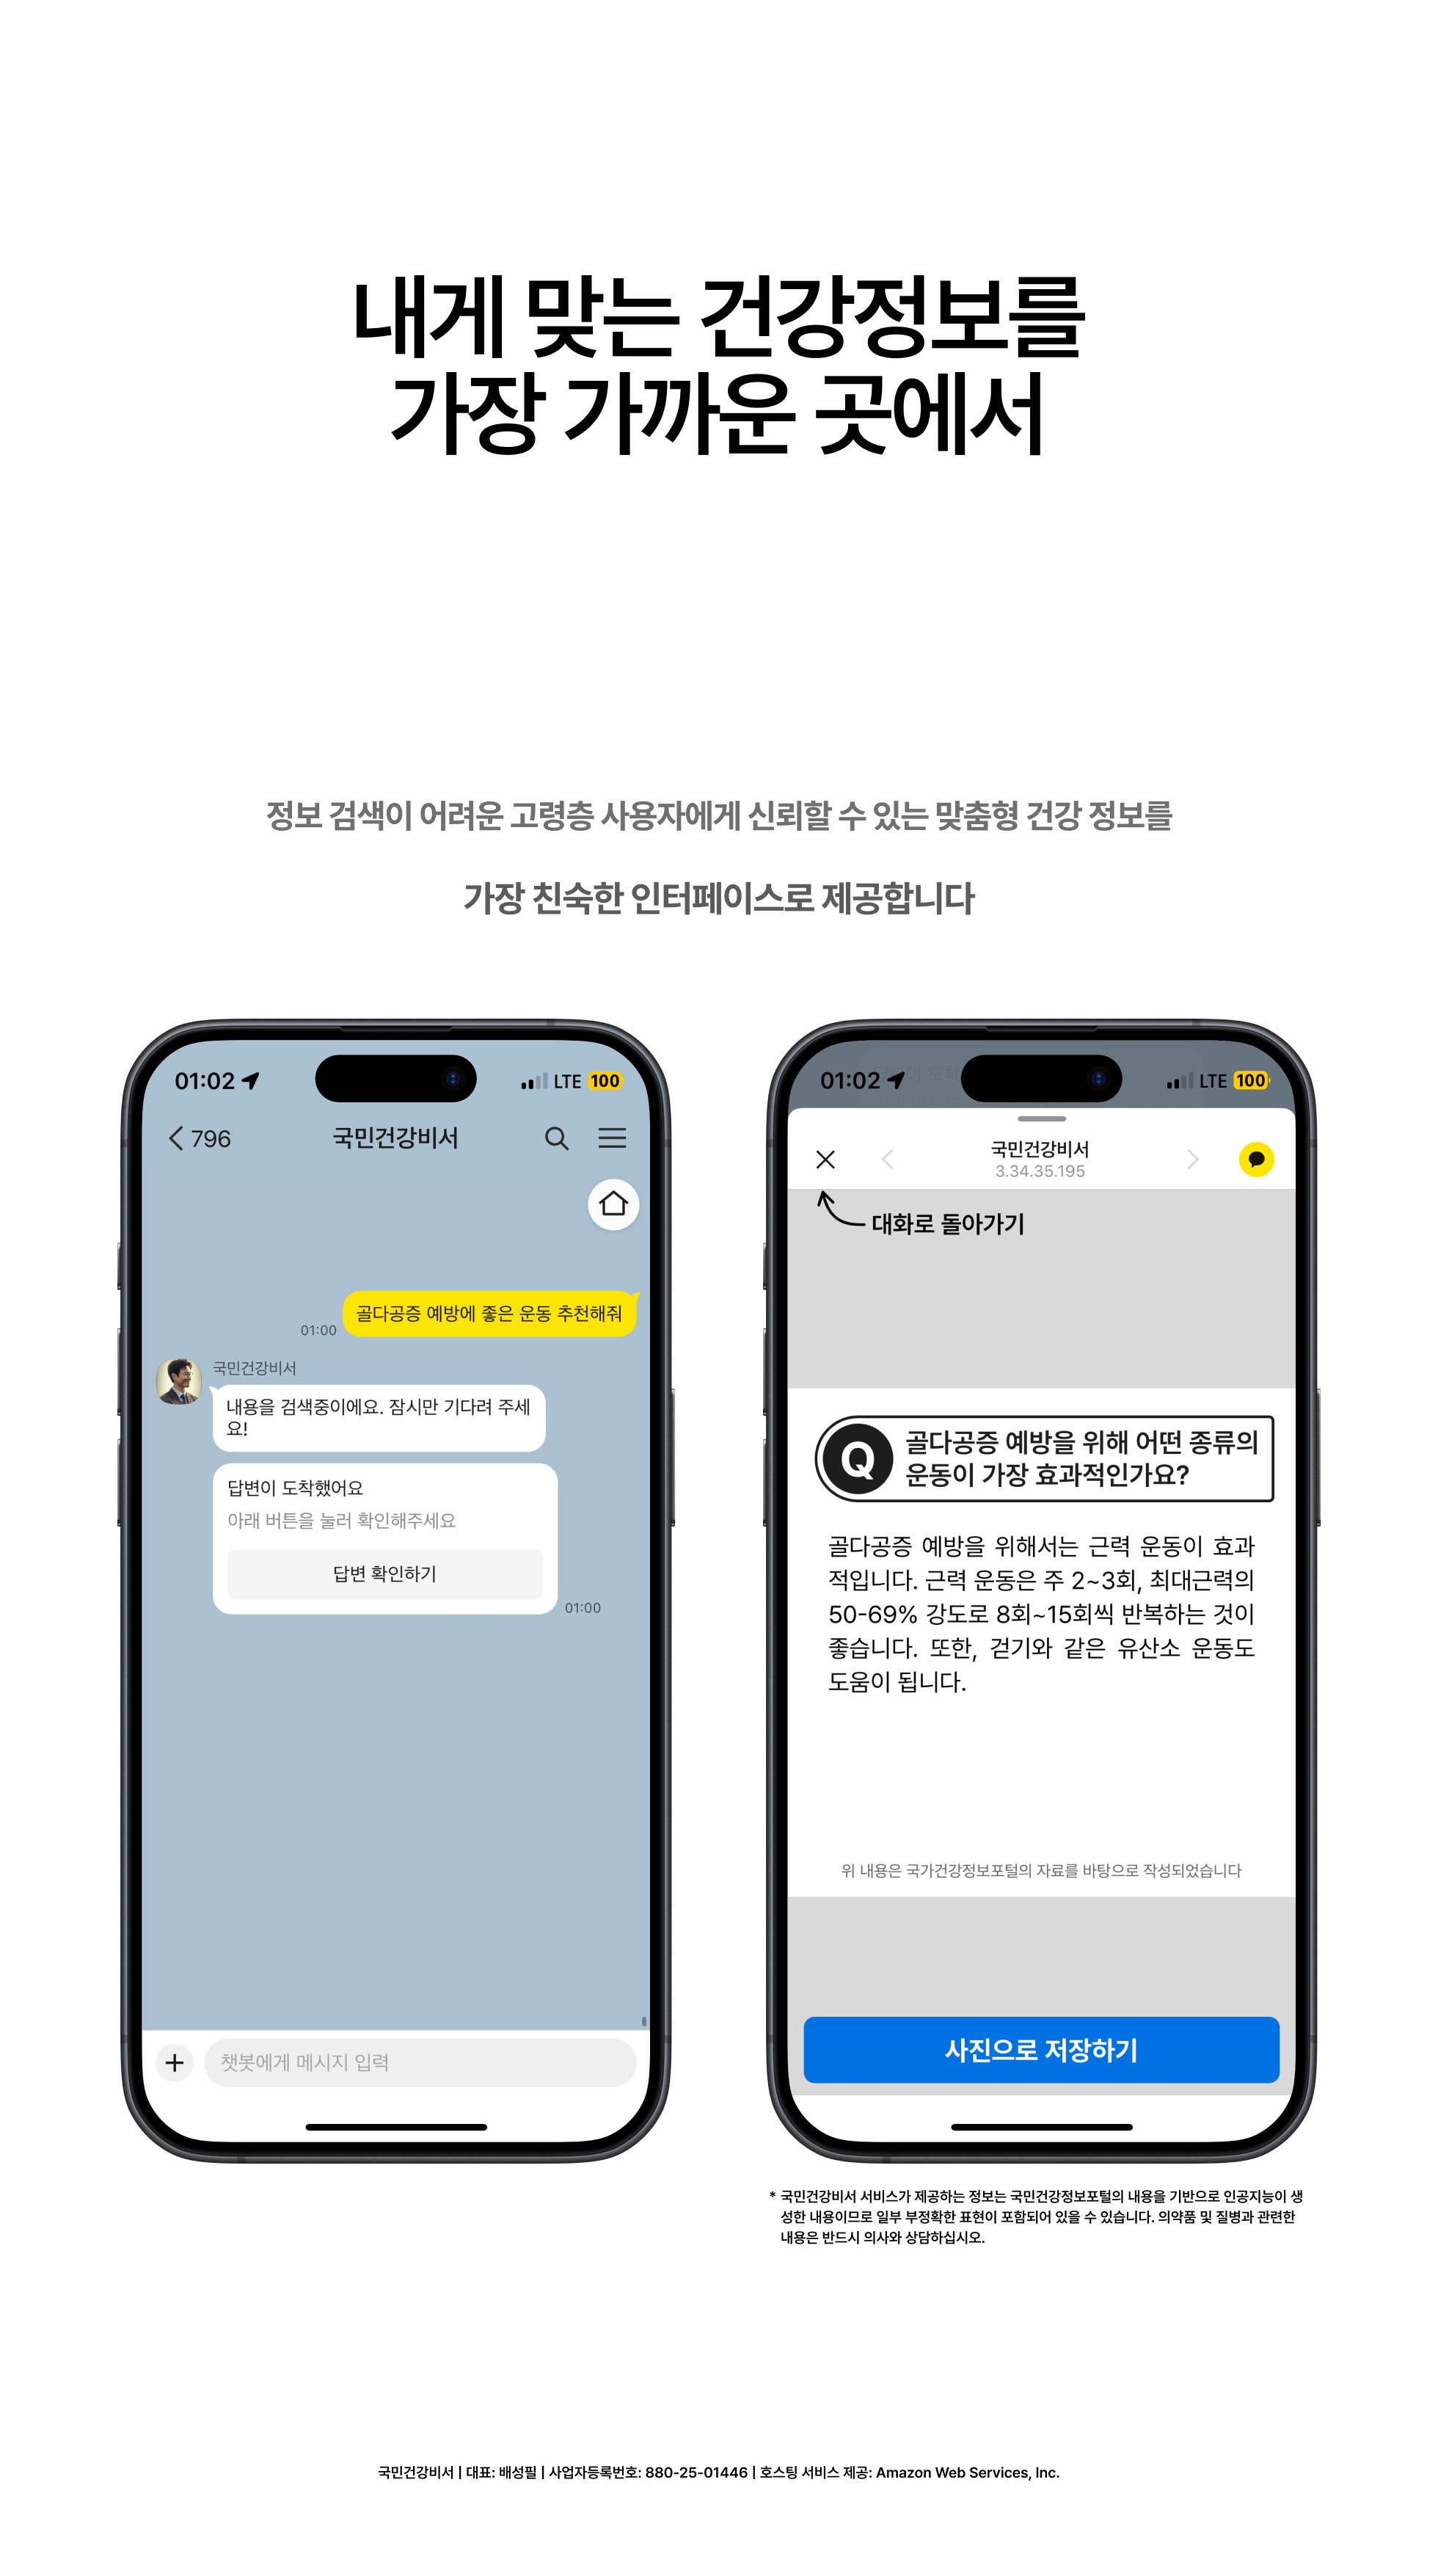 내게 맞는 건강정보를
가장 가까운 곳에서
정보 검색이 어려운 고령층 사용자에게 신뢰할 수 있는 맞춤형 건강 정보를
가장 친숙한 인터페이스로 제공합니다
01:02 LTE 100
796 국민건강비서
골다공증 예방에 좋은 운동 추천해줘
01:00
국민건강비서
내용을 검색중이에요. 잠시만 기다려 주세
요!
답변이 도착했어요
아래 버튼을 눌러 확인해주세요
답변 확인하기
01:00
챗봇에게 메시지 입력
01:02 LTE 100
국민건강비서
3.34.35.195
대화로 돌아가기
Q 골다공증 예방을 위해 어떤 종류의
운동이 가장 효과적인가요?
골다공증 예방을 위해서는 근력 운동이 효과
적입니다. 근력 운동은 주 2~3회, 최대근력의
50-69% 강도로 8회~15회씩 반복하는 것이
좋습니다. 또한, 걷기와 같은 유산소 운동도
도움이 됩니다.
위 내용은 국가건강정보포털의 자료를 바탕으로 작성되었습니다
사진으로 저장하기
* 국민건강비서 서비스가 제공하는 정보는 국민건강정보포털의 내용을 기반으로 인공지능이 생
성한 내용이므로 일부 부정확한 표현이 포함되어 있을 수 있습니다. 의약품 및 질병과 관련한
내용은 반드시 의사와 상담하십시오.
국민건강비서 | 대표: 배성필 | 사업자등록번호: 880-25-01446 | 호스팅 서비스 제공: Amazon Web Services, Inc.